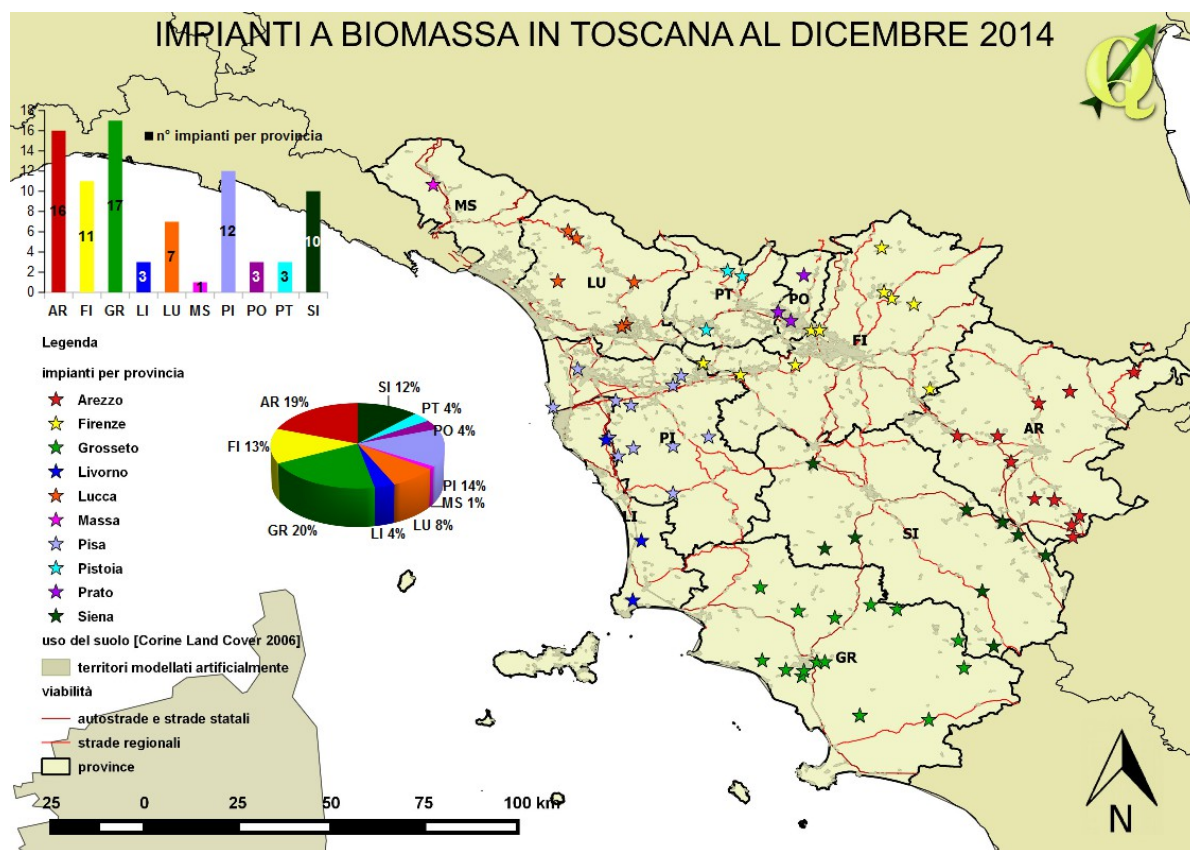 IMPIANTI A BIOMASSA IN TOSCANA AL DICEMBRE 2014
Q
18
16
14
12
10
8
6
4
2
0
n° impianti per provincia
16
11
17
3
7
1
12
3
3
10
AR FI GR LI LU MS PI PO PT SI
Legenda
impianti per provincia
Arezzo
Firenze
Grosseto
Livorno
Lucca
Massa
Pisa
Pistoia
Prato
Siena
uso del suolo [Corine Land Cover 2006]
territori modellati artificialmente
viabilità
autostrade e strade statali
strade regionali
province
SI 12%
AR 19%
PT 4%
PO 4%
FI 13%
PI 14%
MS 1%
GR 20%
LI 4%
LU 8%
MS
LU
PT
PO
FI
AR
PI
LI
SI
GR
25 0 25 50 75 100 km
N